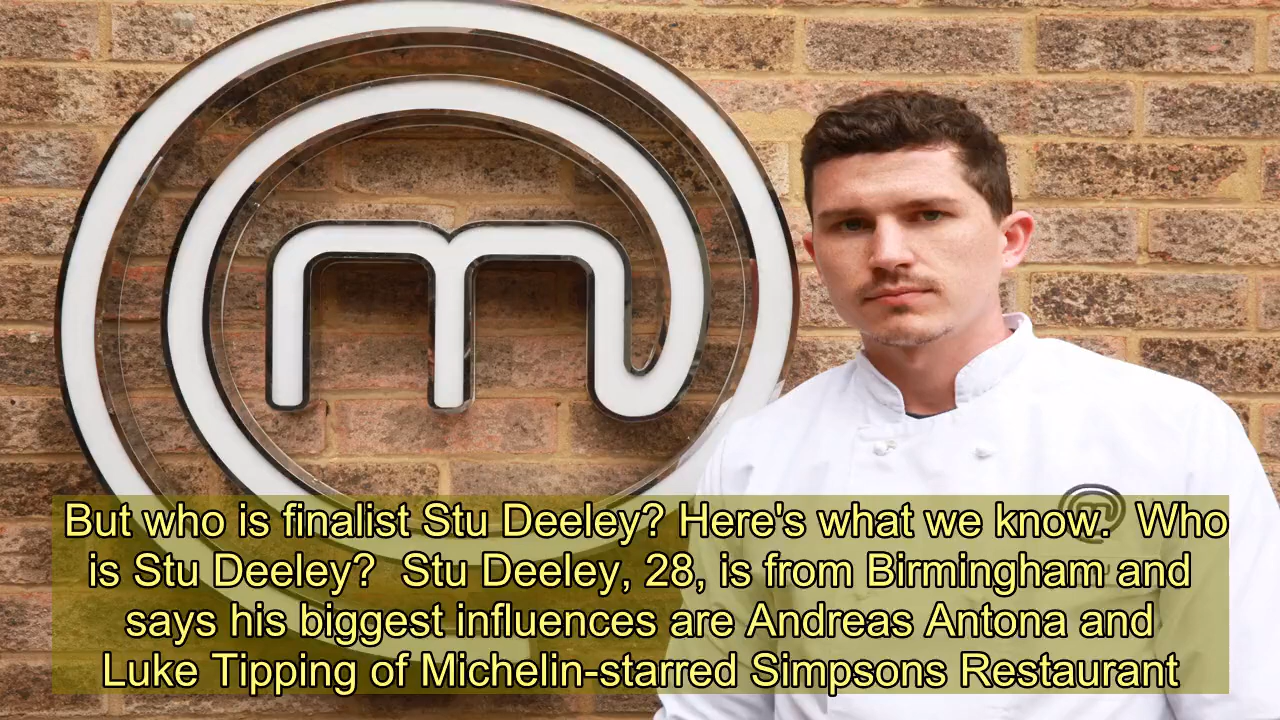 But who is finalist Stu Deeley? Here's what we know.  Who
is Stu Deeley?  Stu Deeley, 28, is from Birmingham and
says his biggest influences are Andreas Antona and
Luke Tipping of Michelin-starred Simpsons Restaurant